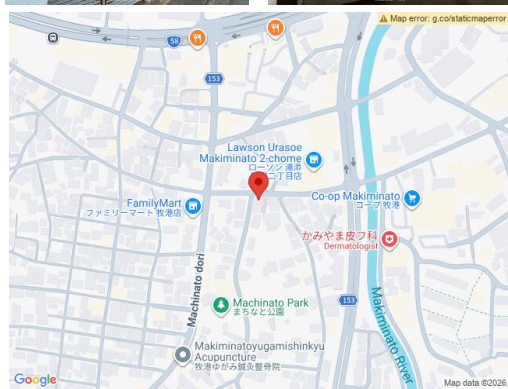 Map error: g.co/staticmaperror
58
153
Lawson Urasoe
Makiminato 2-chome
ローソン 浦添
二丁目店
FamilyMart
ファミリーマート 牧港店
Co-op Makiminato
コープ 牧港
かみやま皮フ科
Dermatologist
Machinato dori
Machinato Park
まちなと公園
153
Makiminato River
Makiminatoyugamishinkyu
Acupuncture
牧港ゆがみ鍼灸整骨院
Google
Map data ©2026